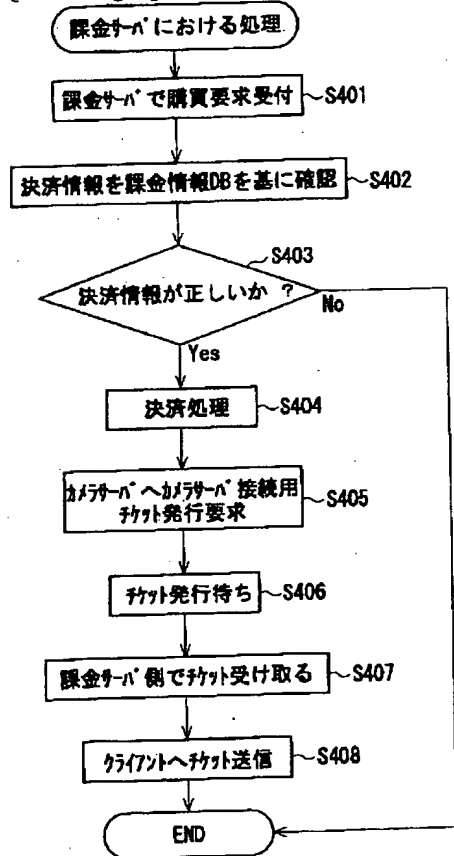 課金サーバにおける処理
課金サーバで購買要求受付 ~S401
決済情報を課金情報DBを基に確認 ~S402
S403
決済情報が正しいか ?
No
Yes
決済処理 ~S404
カメラサーバへカメラサーバ接続用
チケット発行要求 ~S405
チケット発行待ち ~S406
課金サーバ側でチケット受け取る ~S407
クライアントへチケット送信 ~S408
END